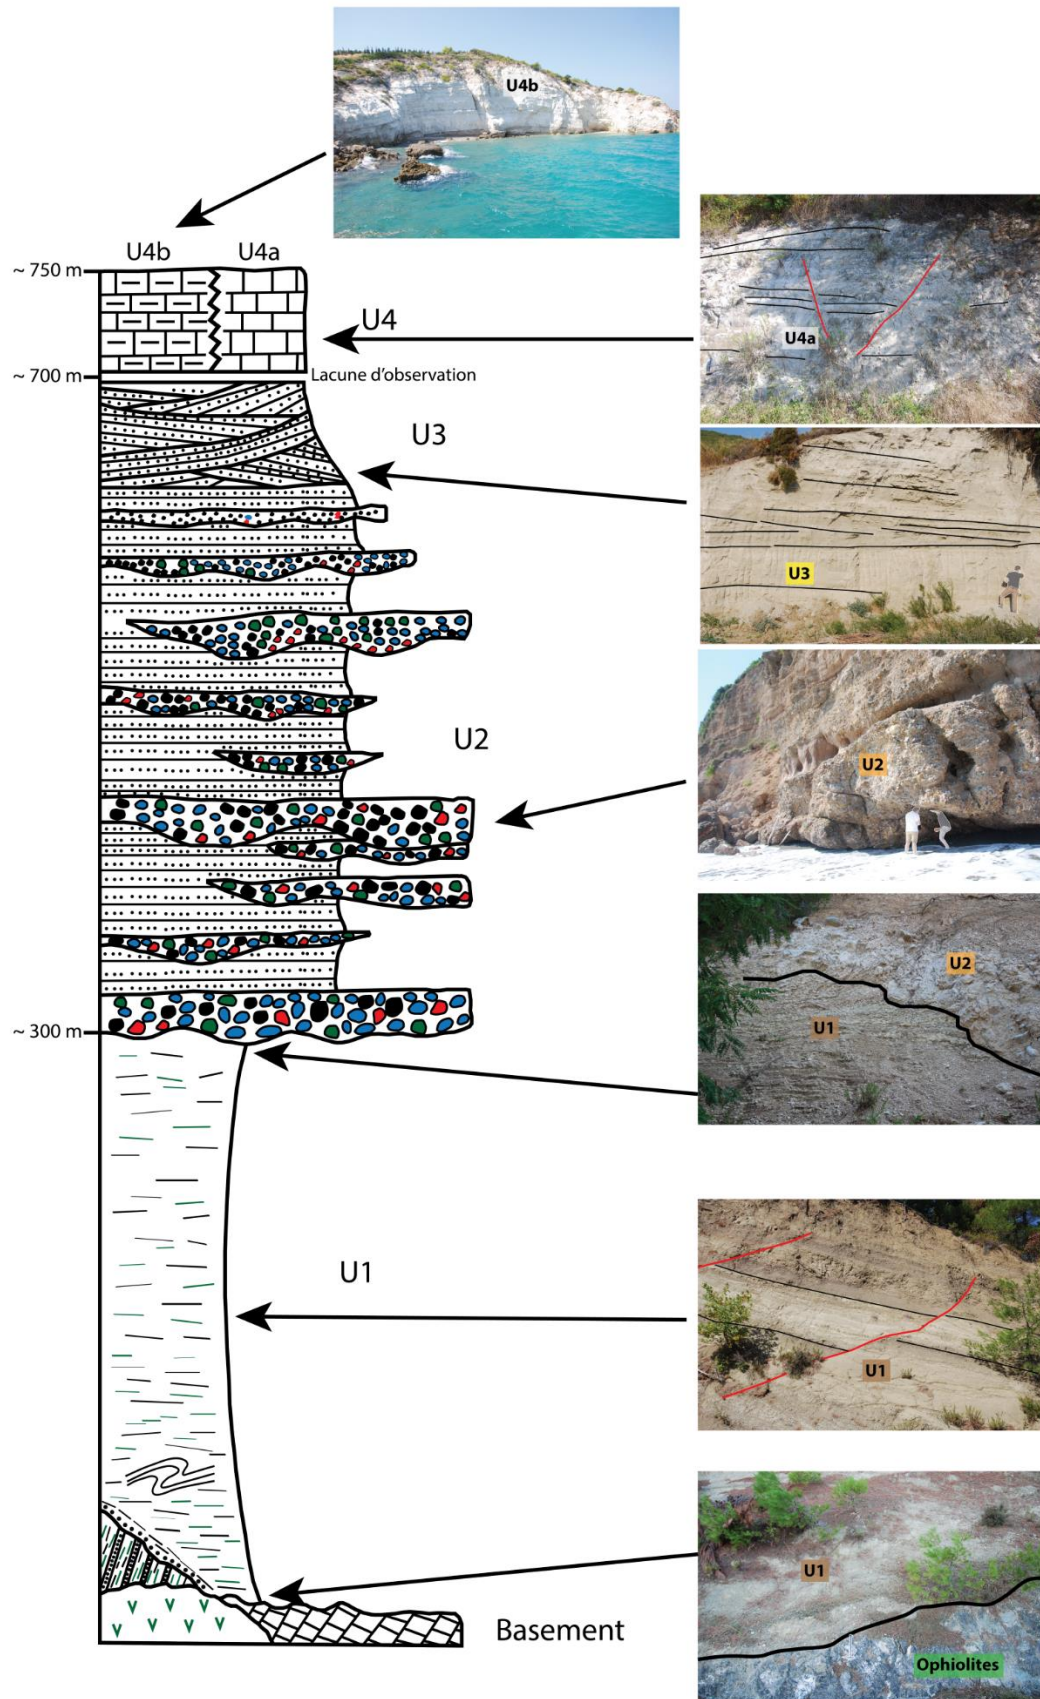 U4b
U4b
U4a
~ 750 m
U4
U4a
~ 700 m
Lacune d'observation
U3
U3
U2
U2
U2
U1
~ 300 m
U1
U1
U1
Basement
Ophiolites